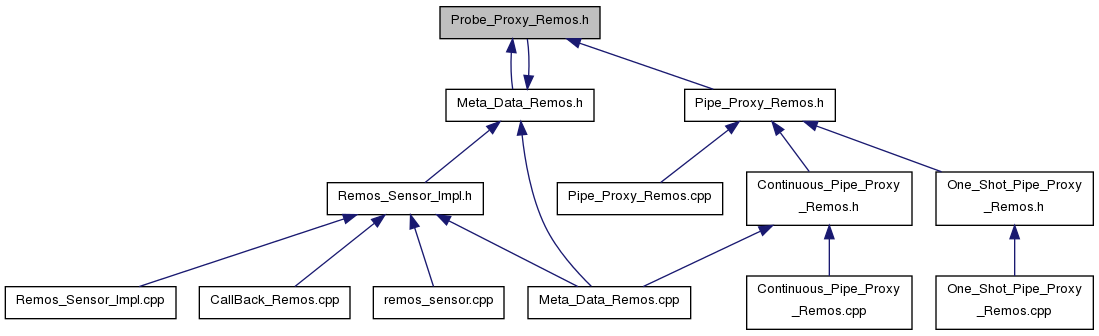 Probe_Proxy_Remos.h
Meta_Data_Remos.h
Pipe_Proxy_Remos.h
Remos_Sensor_Impl.h
Pipe_Proxy_Remos.cpp
Continuous_Pipe_Proxy
_Remos.h
One_Shot_Pipe_Proxy
_Remos.h
Remos_Sensor_Impl.cpp
CallBack_Remos.cpp
remos_sensor.cpp
Meta_Data_Remos.cpp
Continuous_Pipe_Proxy
_Remos.cpp
One_Shot_Pipe_Proxy
_Remos.cpp